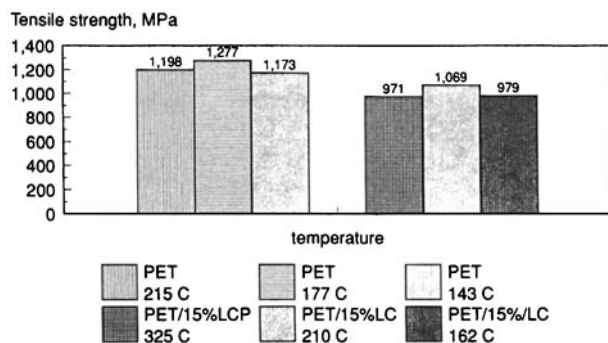 Tensile strength, MPa
1,400
1,200
1,000
800
600
400
200
0
1,198
1,277
1,173
971
1,069
979
temperature
PET PET PET
215 C 177 C 143 C
PET/15%LCP PET/15%LC PET/15%/LC
325 C 210 C 162 C